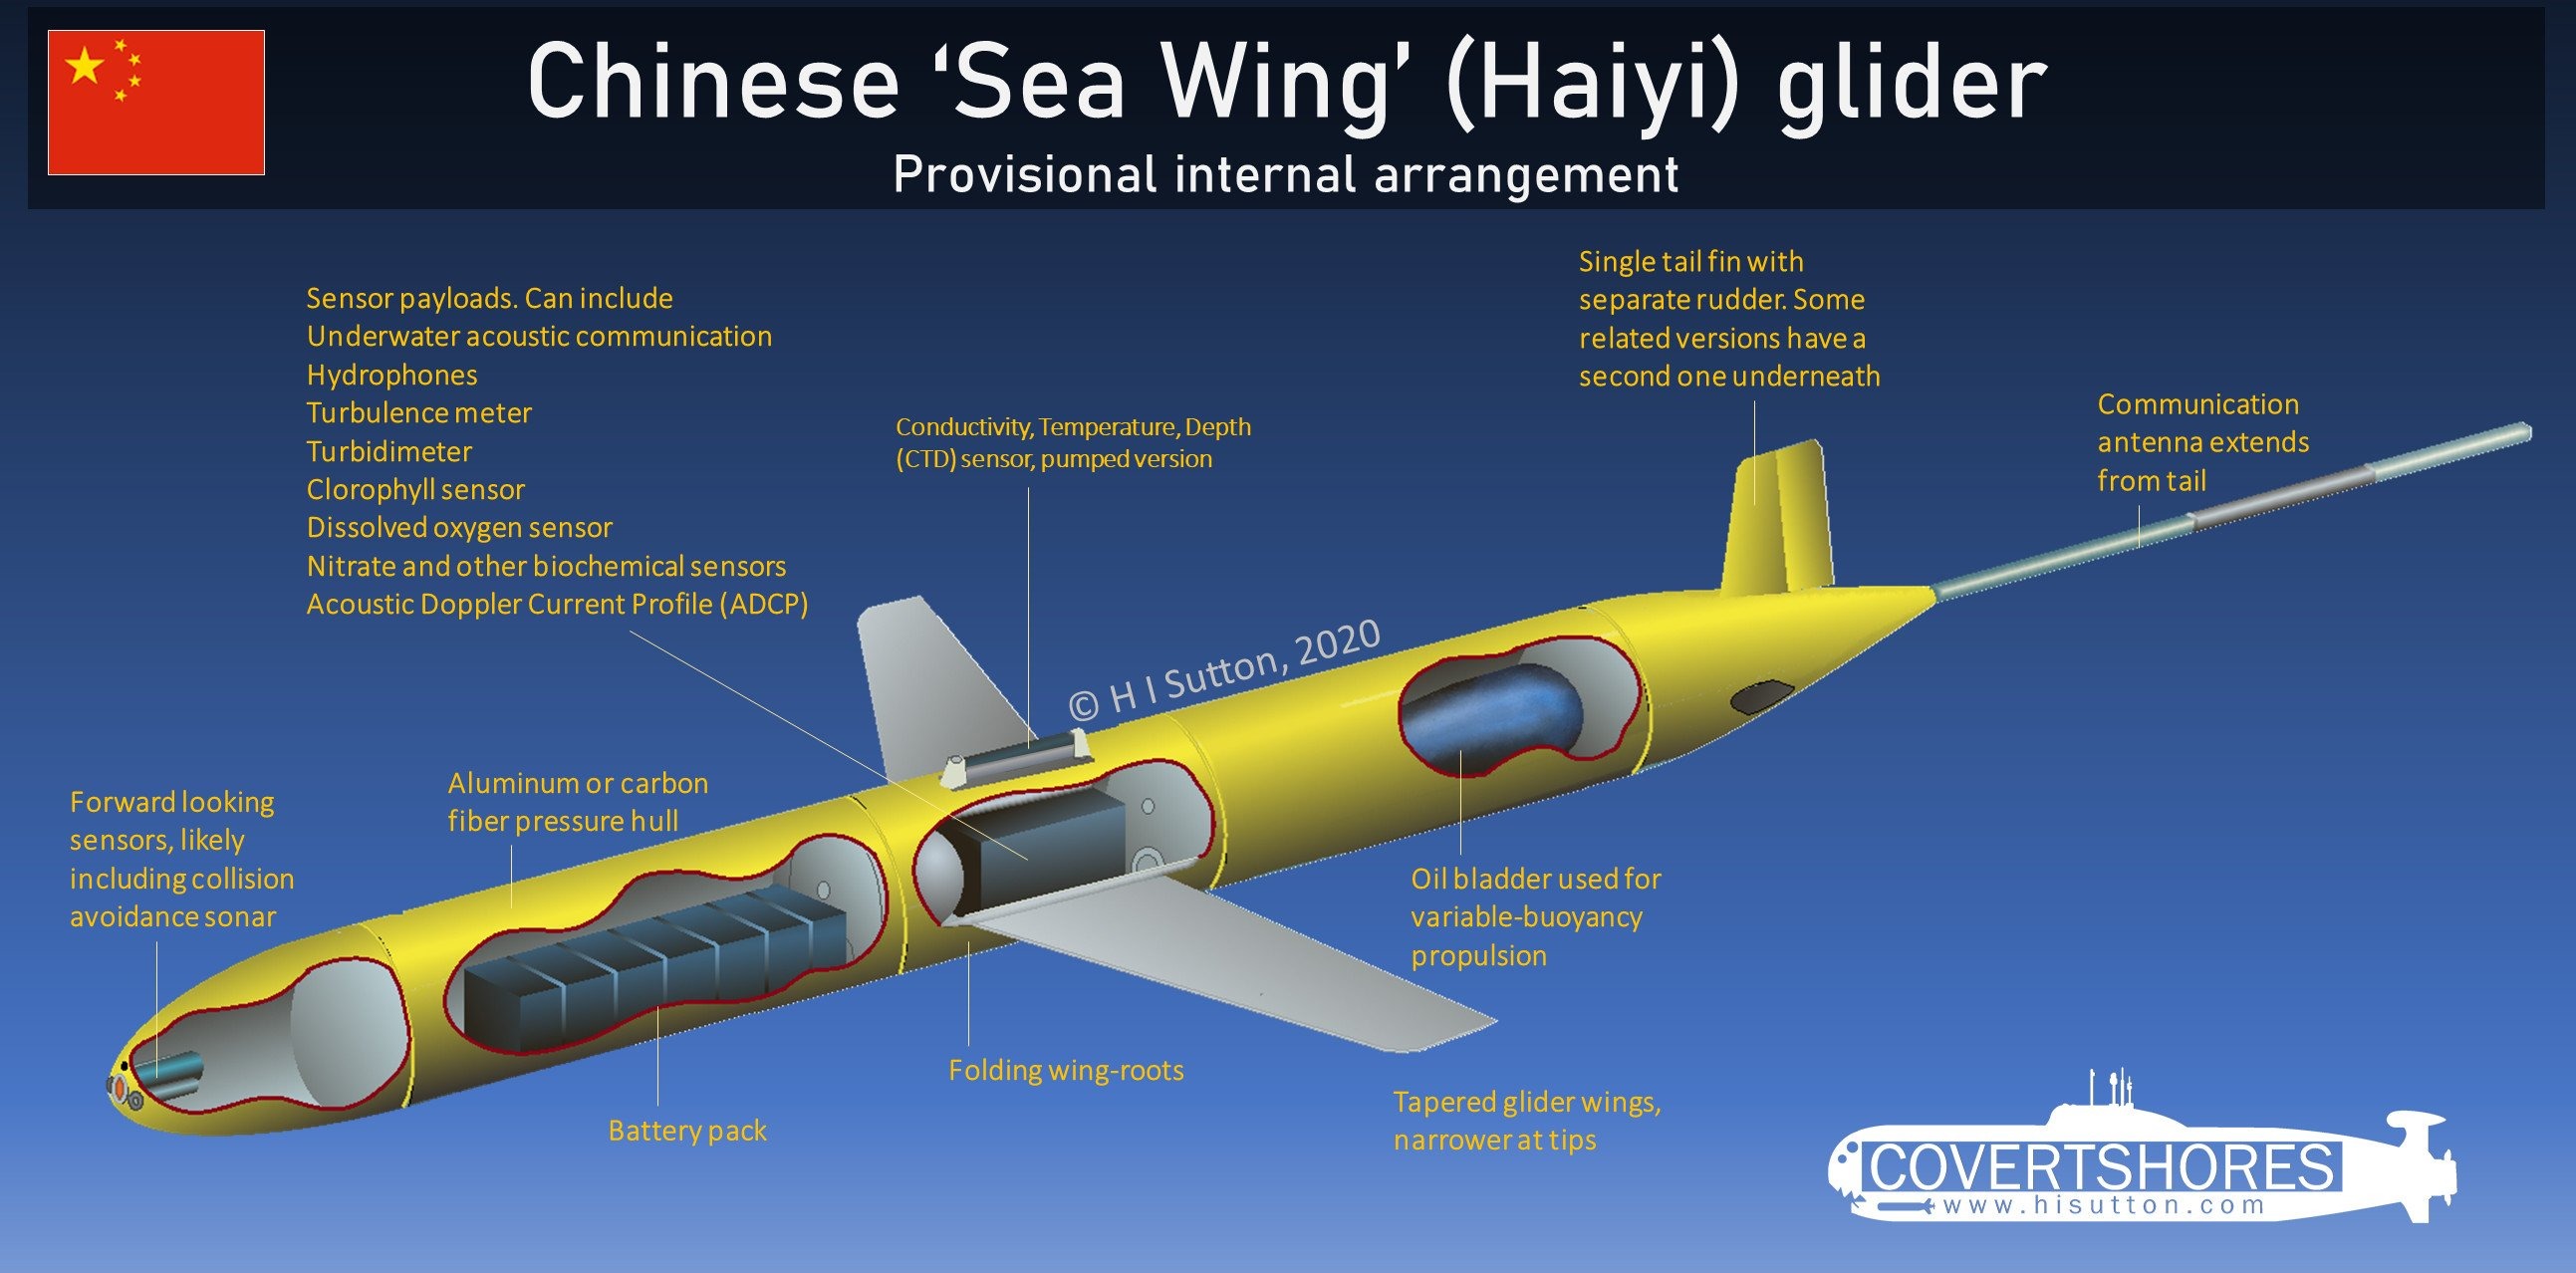 Chinese ‘Sea Wing’ (Haiyi) glider
Provisional internal arrangement
Sensor payloads. Can include
Underwater acoustic communication
Hydrophones
Turbulence meter
Turbidimeter
Clorophyll sensor
Dissolved oxygen sensor
Nitrate and other biochemical sensors
Acoustic Doppler Current Profile (ADCP)
Conductivity, Temperature, Depth
(CTD) sensor, pumped version
Single tail fin with
separate rudder. Some
related versions have a
second one underneath
Communication
antenna extends
from tail
© H I Sutton, 2020
Forward looking
sensors, likely
including collision
avoidance sonar
Aluminum or carbon
fiber pressure hull
Oil bladder used for
variable-buoyancy
propulsion
Folding wing-roots
Battery pack
Tapered glider wings,
narrower at tips
COVERTSHORES
www.hisutton.com